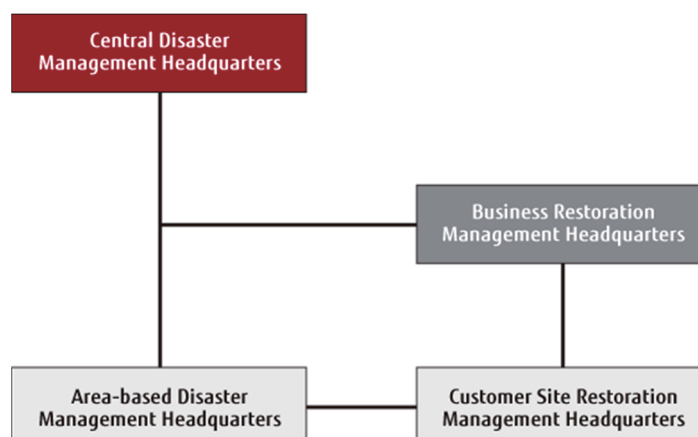 Central Disaster
Management Headquarters
Business Restoration
Management Headquarters
Area-based Disaster
Management Headquarters
Customer Site Restoration
Management Headquarters